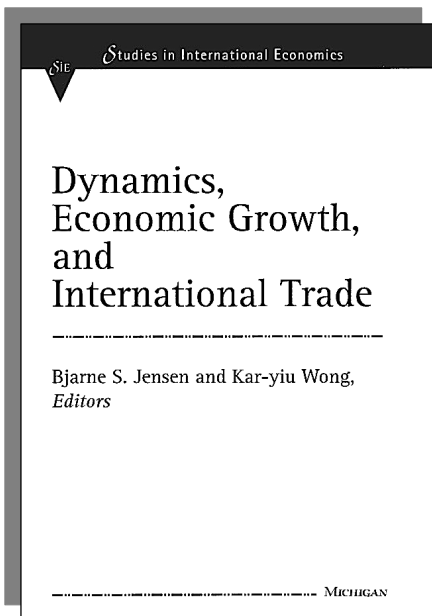 Studies in International Economics
SIE
Dynamics,
Economic Growth,
and
International Trade
Bjarne S. Jensen and Kar-yiu Wong,
Editors
MICHIGAN